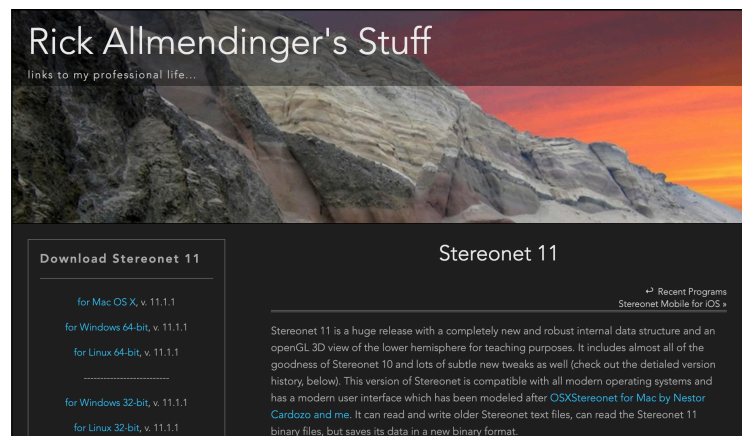 Rick Allmendinger's Stuff
links to my professional life...
Download Stereonet 11
for Mac OS X, v. 11.1.1
for Windows 64-bit, v. 11.1.1
for Linux 64-bit, v. 11.1.1
--------------------------
for Windows 32-bit, v. 11.1.1
for Linux 32-bit, v. 11.1.1
Stereonet 11
↩ Recent Programs
Stereonet Mobile for iOS »
Stereonet 11 is a huge release with a completely new and robust internal data structure and an
openGL 3D view of the lower hemisphere for teaching purposes. It includes almost all of the
goodness of Stereonet 10 and lots of subtle new tweaks as well (check out the detialed version
history, below). This version of Stereonet is compatible with all modern operating systems and
has a modern user interface which has been modeled after OSXStereonet for Mac by Nestor
Cardozo and me. It can read and write older Stereonet text files, can read the Stereonet 11
binary files, but saves its data in a new binary format.